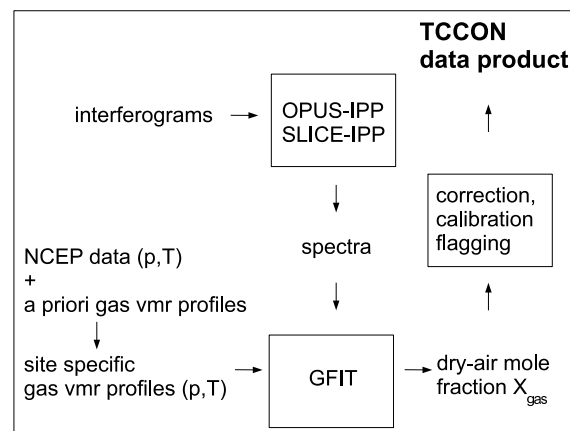 TCCON
data product
interferograms
OPUS-IPP
SLICE-IPP
correction,
calibration
flagging
spectra
NCEP data (p,T)
+
a priori gas vmr profiles
site specific
gas vmr profiles (p,T)
GFIT
dry-air mole
fraction X_gas